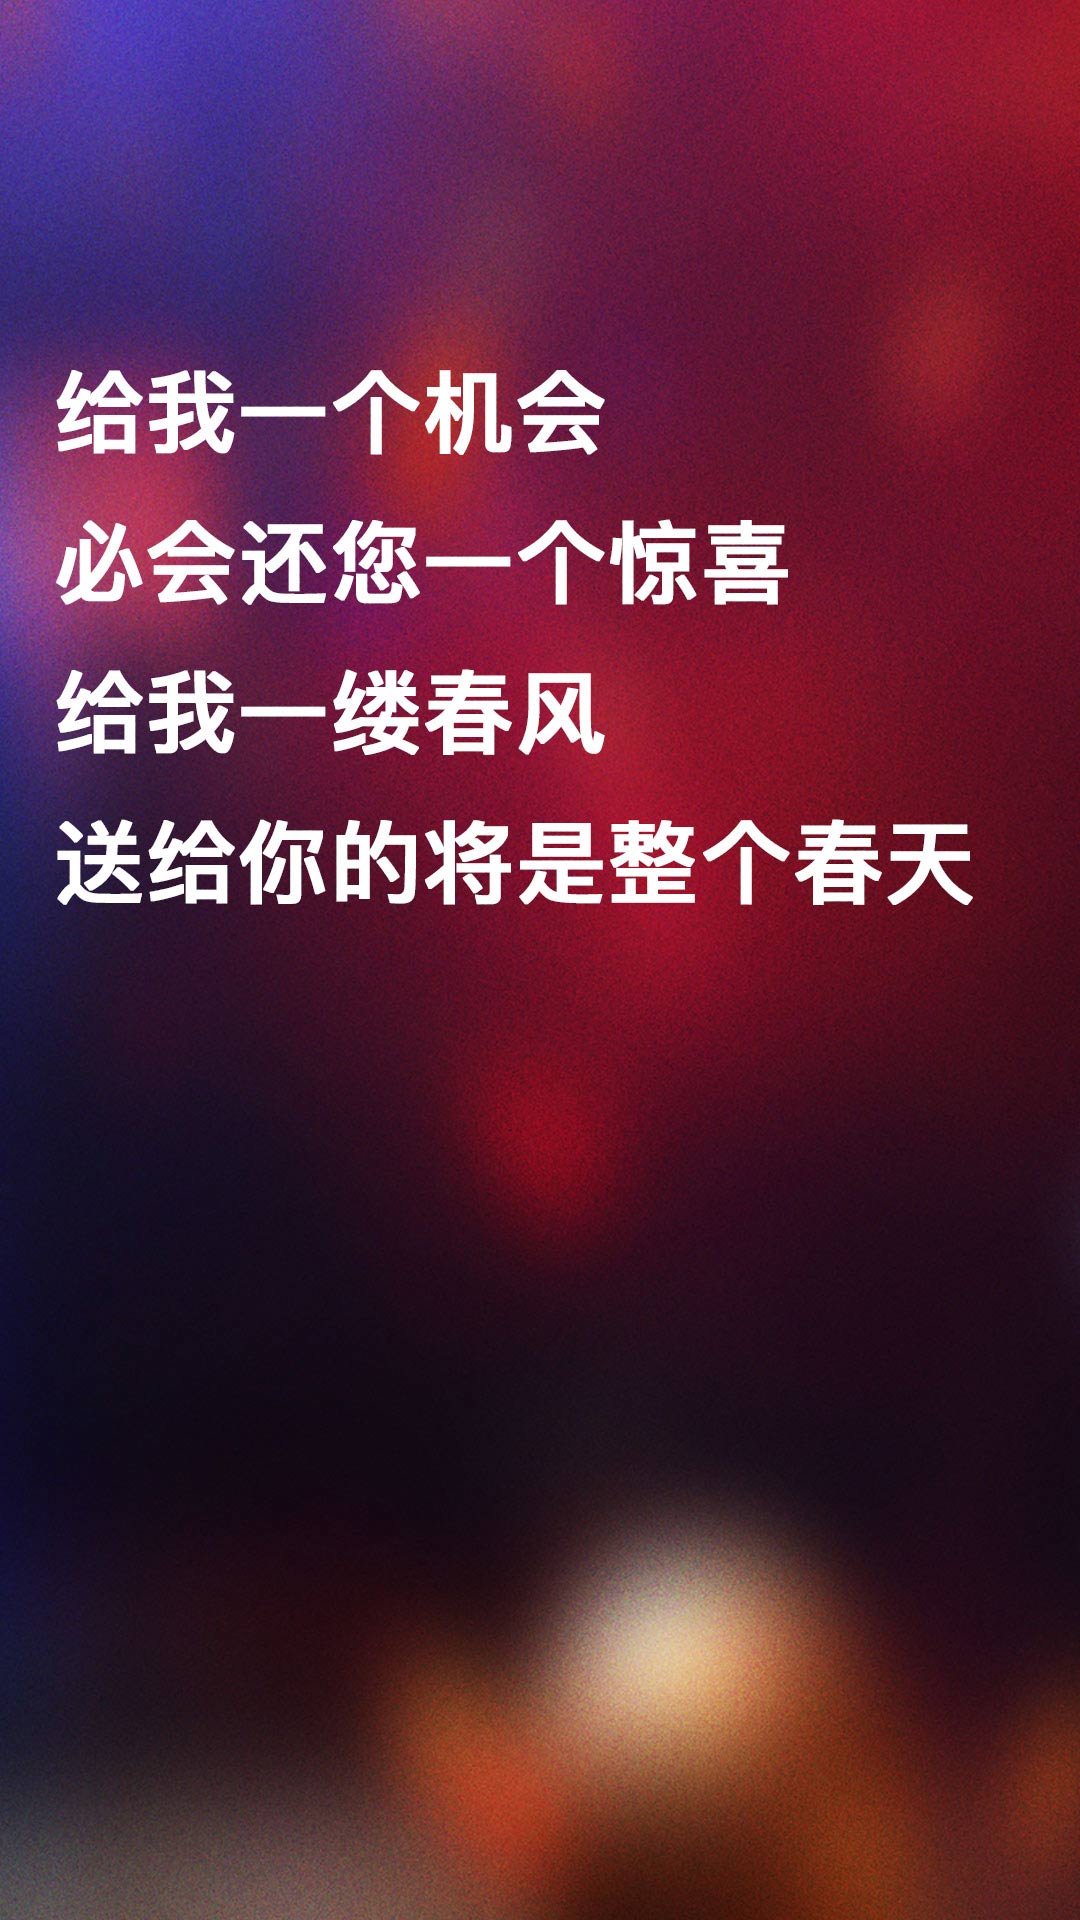 给我一个机会
必会还您一个惊喜
给我一缕春风
送给你的将是整个春天